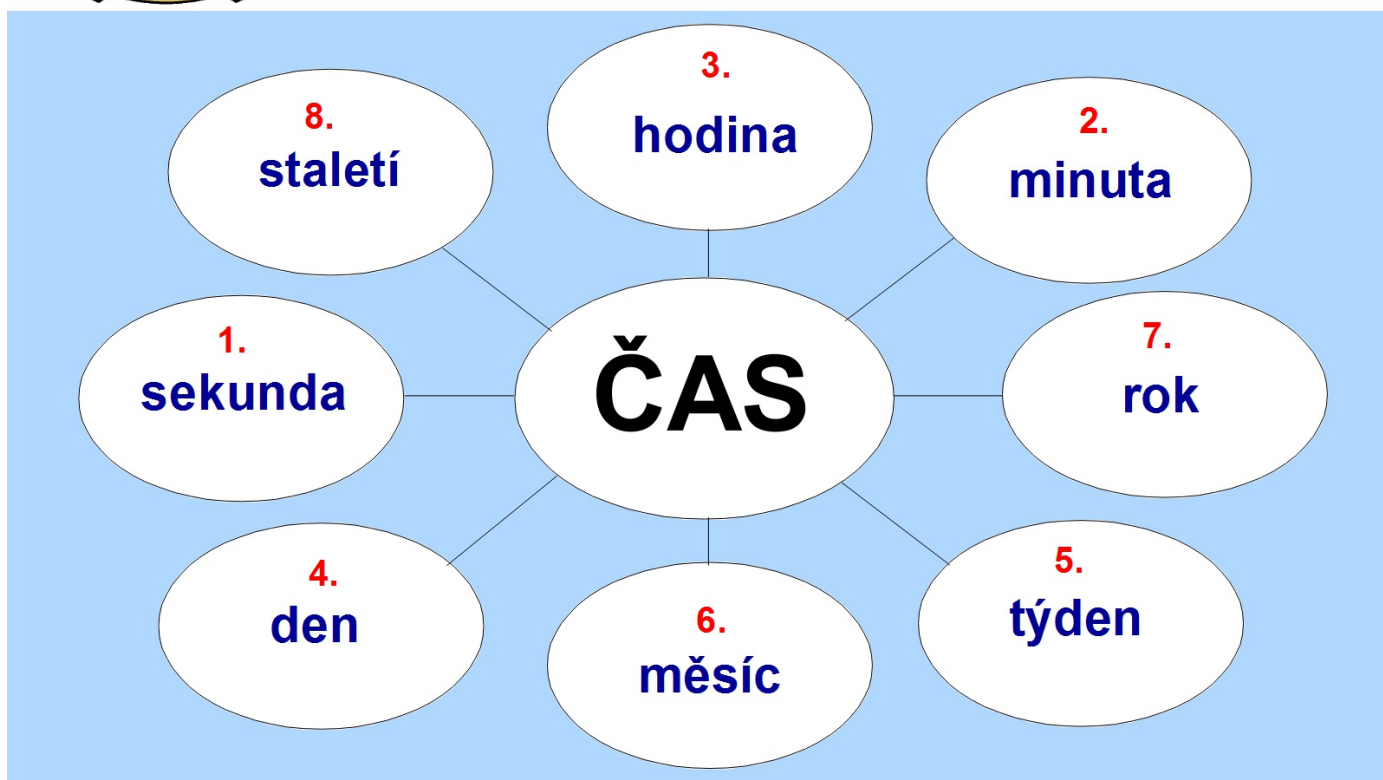 3.
hodina
8.
staletí
2.
minuta
1.
sekunda
ČAS
7.
rok
4.
den
6.
měsíc
5.
týden